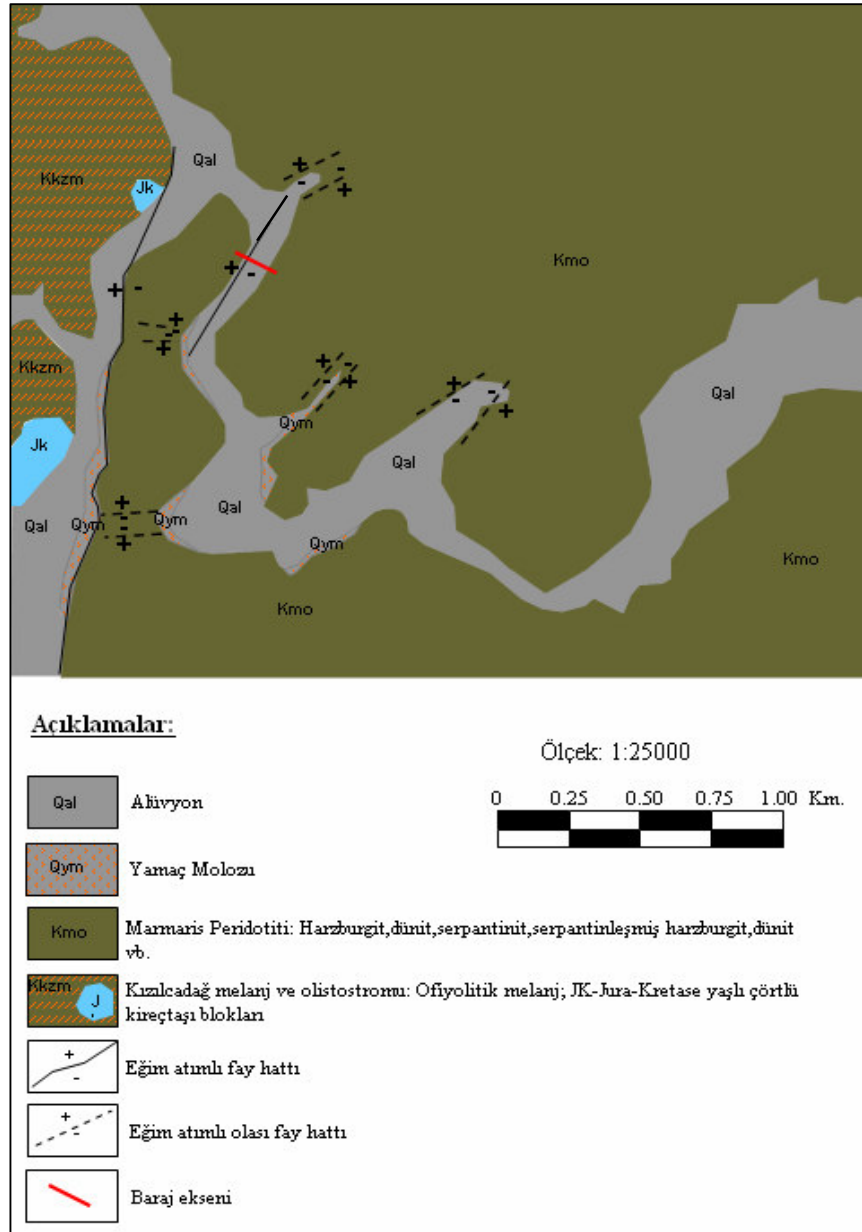 Qal
Jk
Kkzm
Kmo
Kkzm
Qal
Qym
Jk
Qal
Qal
Qym
Qym
Qal
Qym
Kmo
Kmo
Açıklamalar:
Ölçek: 1:25000
0 0.25 0.50 0.75 1.00 Km.
Qal Alüvyon
Qym Yamaç Molozu
Kmo Marmaris Peridotiti: Harzburgit,dünit,serpantinit,serpantinleşmiş harzburgit,dünit
vb.
Kkzm J Kızılcadağ melanj ve olistostromu: Ofiyolitik melanj; JK-Jura-Kretase yaşlı çörtlü
kireçtaşı blokları
+
- Eğim atımlı fay hattı
+
- Eğim atımlı olası fay hattı
Baraj ekseni